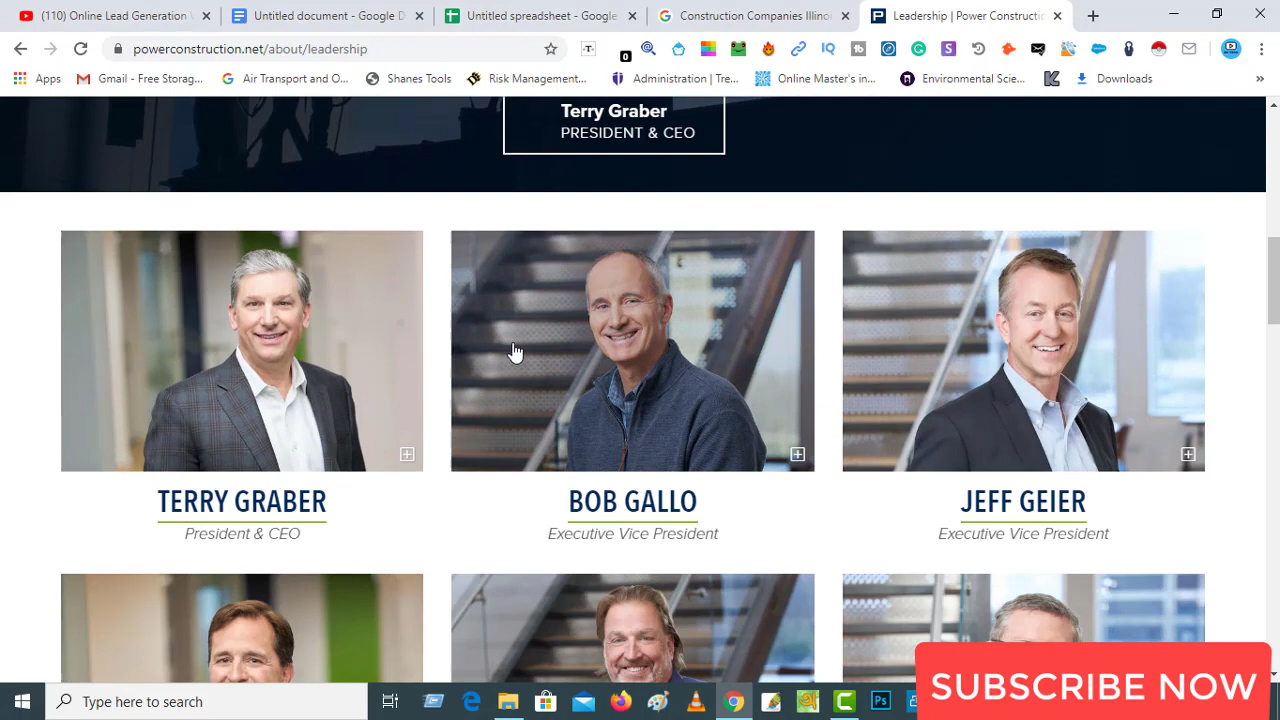 (110) Online Lead Generati
Untitled document - Google
Untitled spreadsheet - Google
Construction Companies Illinoi
Leadership | Power Constructi
powerconstruction.net/about/leadership
0
Apps
Gmail - Free Storag...
Air Transport and O...
Shanes Tools
Risk Management...
Administration | Tre...
Online Master's in...
Environmental Scie...
Downloads
Terry Graber
PRESIDENT & CEO
TERRY GRABER
BOB GALLO
JEFF GEIER
President & CEO
Executive Vice President
Executive Vice President
SUBSCRIBE NOW
Type here to search